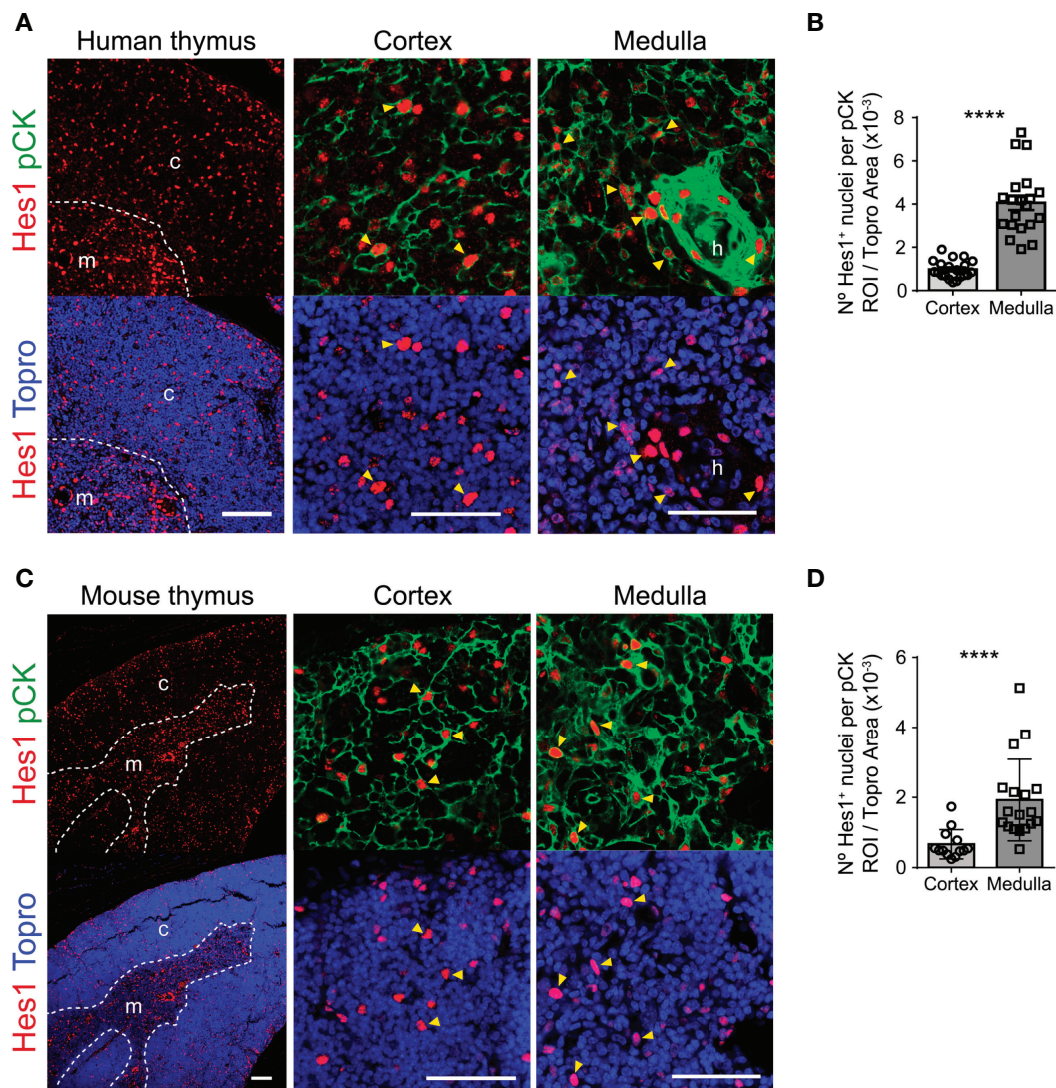 A
Human thymus
Cortex
Medulla
Hes1 pCK
c
m
h
Hes1 Topro
c
m
h
B
Nº Hes1⁺ nuclei per pCK
ROI / Topro Area (x10⁻³)
8
6
4
2
0
****
Cortex Medulla
C
Mouse thymus
Cortex
Medulla
Hes1 pCK
c
m
Hes1 Topro
c
m
D
Nº Hes1⁺ nuclei per pCK
ROI / Topro Area (x10⁻³)
6
4
2
0
****
Cortex Medulla